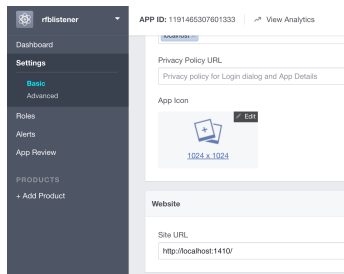 rfblistener
APP ID: 1191465307601333
View Analytics
localhost
Dashboard
Settings
Basic
Advanced
Roles
Alerts
App Review
PRODUCTS
+ Add Product
Privacy Policy URL
Privacy policy for Login dialog and App Details
App Icon
Edit
1024 x 1024
Website
Site URL
http://localhost:1410/